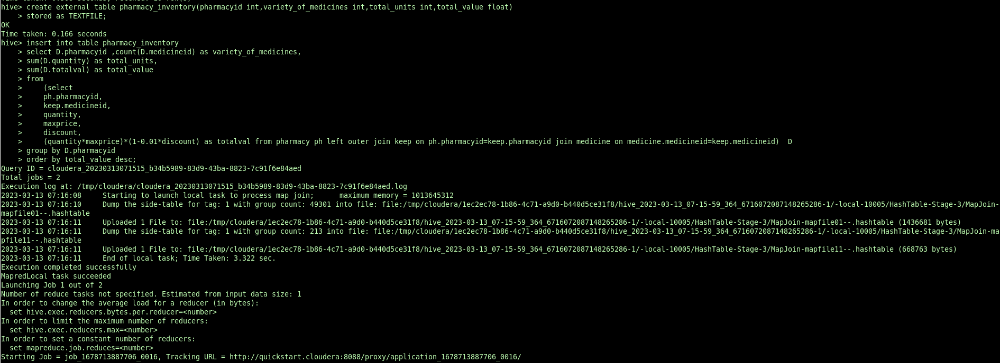 hive> create external table pharmacy_inventory(pharmacyid int,variety_of_medicines int,total_units int,total_value float)
    > stored as TEXTFILE;
OK
Time taken: 0.166 seconds
hive> insert into table pharmacy_inventory
    > select D.pharmacyid ,count(D.medicineid) as variety_of_medicines,
    > sum(D.quantity) as total_units,
    > sum(D.totalval) as total_value
    > from
    >     (select
    >     ph.pharmacyid,
    >     keep.medicineid,
    >     quantity,
    >     maxprice,
    >     discount,
    >     (quantity*maxprice)*(1-0.01*discount) as totalval from pharmacy ph left outer join keep on ph.pharmacyid=keep.pharmacyid join medicine on medicine.medicineid=keep.medicineid)  D
    > group by D.pharmacyid
    > order by total_value desc;
Query ID = cloudera_20230313071515_b34b5989-83d9-43ba-8823-7c91f6e84aed
Total jobs = 2
Execution log at: /tmp/cloudera/cloudera_20230313071515_b34b5989-83d9-43ba-8823-7c91f6e84aed.log
2023-03-13 07:16:08     Starting to launch local task to process map join;      maximum memory = 1013645312
2023-03-13 07:16:10     Dump the side-table for tag: 1 with group count: 49301 into file: file:/tmp/cloudera/1ec2ec78-1b86-4c71-a9d0-b440d5ce31f8/hive_2023-03-13_07-15-59_364_6716072087148265286-1/-local-10005/HashTable-Stage-3/MapJoin-
mapfile01--.hashtable
2023-03-13 07:16:11     Uploaded 1 File to: file:/tmp/cloudera/1ec2ec78-1b86-4c71-a9d0-b440d5ce31f8/hive_2023-03-13_07-15-59_364_6716072087148265286-1/-local-10005/HashTable-Stage-3/MapJoin-mapfile01--.hashtable (1436681 bytes)
2023-03-13 07:16:11     Dump the side-table for tag: 1 with group count: 213 into file: file:/tmp/cloudera/1ec2ec78-1b86-4c71-a9d0-b440d5ce31f8/hive_2023-03-13_07-15-59_364_6716072087148265286-1/-local-10005/HashTable-Stage-3/MapJoin-ma
pfile11--.hashtable
2023-03-13 07:16:11     Uploaded 1 File to: file:/tmp/cloudera/1ec2ec78-1b86-4c71-a9d0-b440d5ce31f8/hive_2023-03-13_07-15-59_364_6716072087148265286-1/-local-10005/HashTable-Stage-3/MapJoin-mapfile11--.hashtable (668763 bytes)
2023-03-13 07:16:11     End of local task; Time Taken: 3.322 sec.
Execution completed successfully
MapredLocal task succeeded
Launching Job 1 out of 2
Number of reduce tasks not specified. Estimated from input data size: 1
In order to change the average load for a reducer (in bytes):
  set hive.exec.reducers.bytes.per.reducer=<number>
In order to limit the maximum number of reducers:
  set hive.exec.reducers.max=<number>
In order to set a constant number of reducers:
  set mapreduce.job.reduces=<number>
Starting Job = job_1678713887706_0016, Tracking URL = http://quickstart.cloudera:8088/proxy/application_1678713887706_0016/